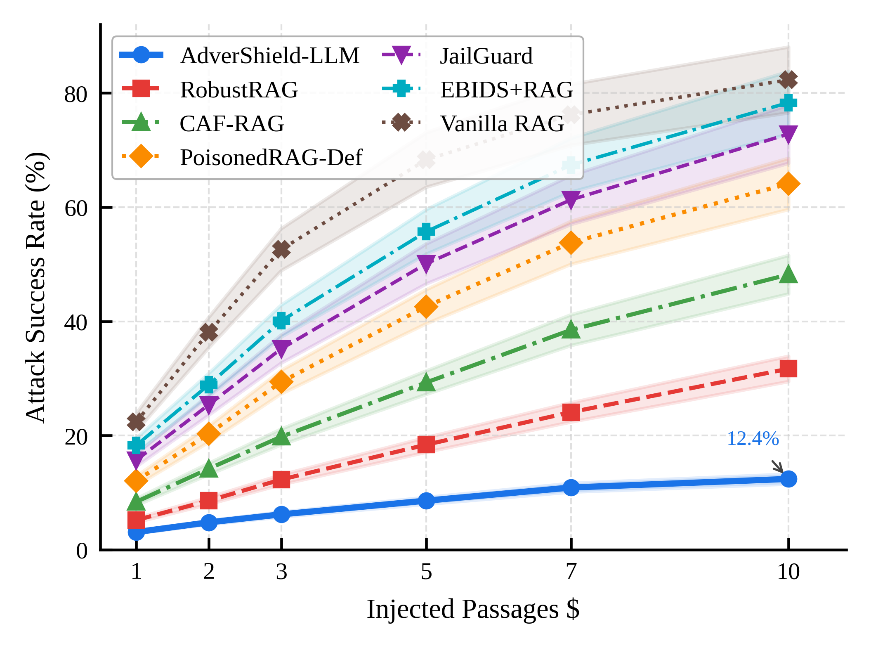 AdverShield-LLM
RobustRAG
CAF-RAG
PoisonedRAG-Def
JailGuard
EBIDS+RAG
Vanilla RAG
Attack Success Rate (%)
80
60
40
20
0
12.4%
1 2 3 5 7 10
Injected Passages $